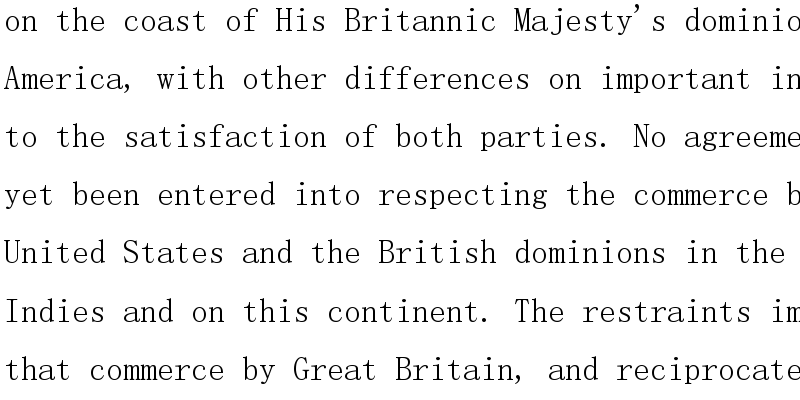 on the coast of His Britannic Majesty's dominio
America, with other differences on important in
to the satisfaction of both parties. No agreeme
yet been entered into respecting the commerce b
United States and the British dominions in the
Indies and on this continent. The restraints im
that commerce by Great Britain, and reciprocate